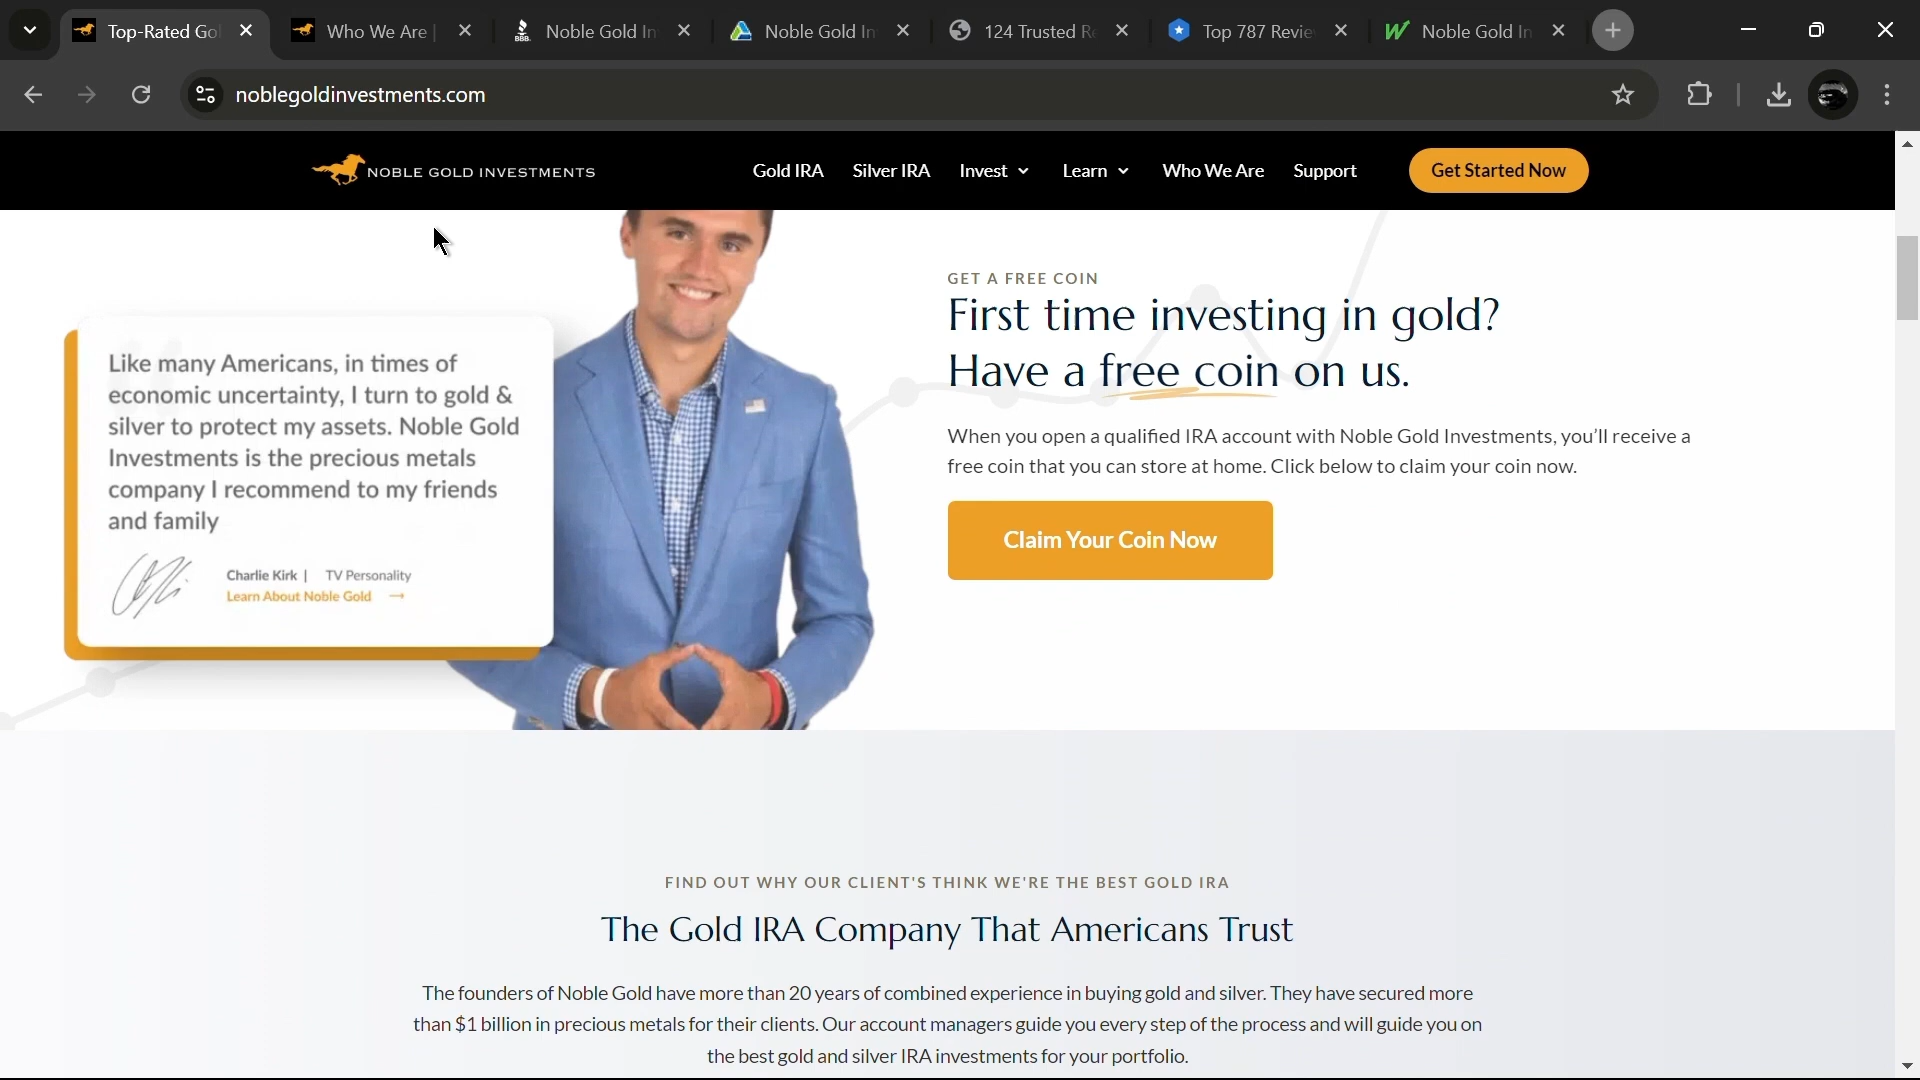 Top-Rated Gol
Who We Are |
BBB
Noble Gold In
Noble Gold In
124 Trusted Re
Top 787 Revie
Noble Gold In
noblegoldinvestments.com
NOBLE GOLD INVESTMENTS
Gold IRA
Silver IRA
Invest
Learn
Who We Are
Support
Get Started Now
Like many Americans, in times of
economic uncertainty, I turn to gold &
silver to protect my assets. Noble Gold
Investments is the precious metals
company I recommend to my friends
and family
Charlie Kirk | TV Personality
Learn About Noble Gold →
GET A FREE COIN
First time investing in gold?
Have a free coin on us.
When you open a qualified IRA account with Noble Gold Investments, you'll receive a
free coin that you can store at home. Click below to claim your coin now.
Claim Your Coin Now
FIND OUT WHY OUR CLIENT'S THINK WE'RE THE BEST GOLD IRA
The Gold IRA Company That Americans Trust
The founders of Noble Gold have more than 20 years of combined experience in buying gold and silver. They have secured more
than $1 billion in precious metals for their clients. Our account managers guide you every step of the process and will guide you on
the best gold and silver IRA investments for your portfolio.